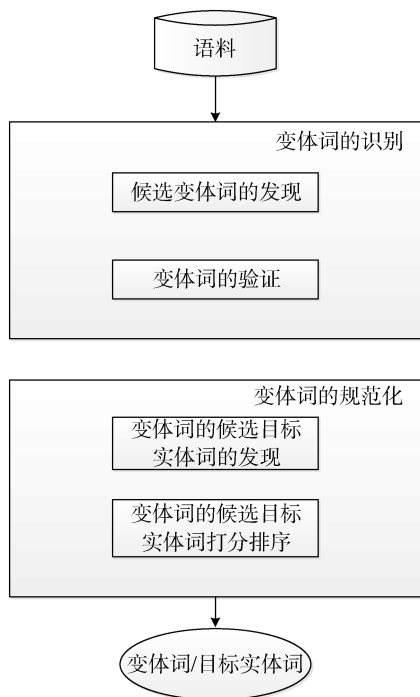 语料
变体词的识别
候选变体词的发现
变体词的验证
变体词的规范化
变体词的候选目标
实体词的发现
变体词的候选目标
实体词打分排序
变体词/目标实体词